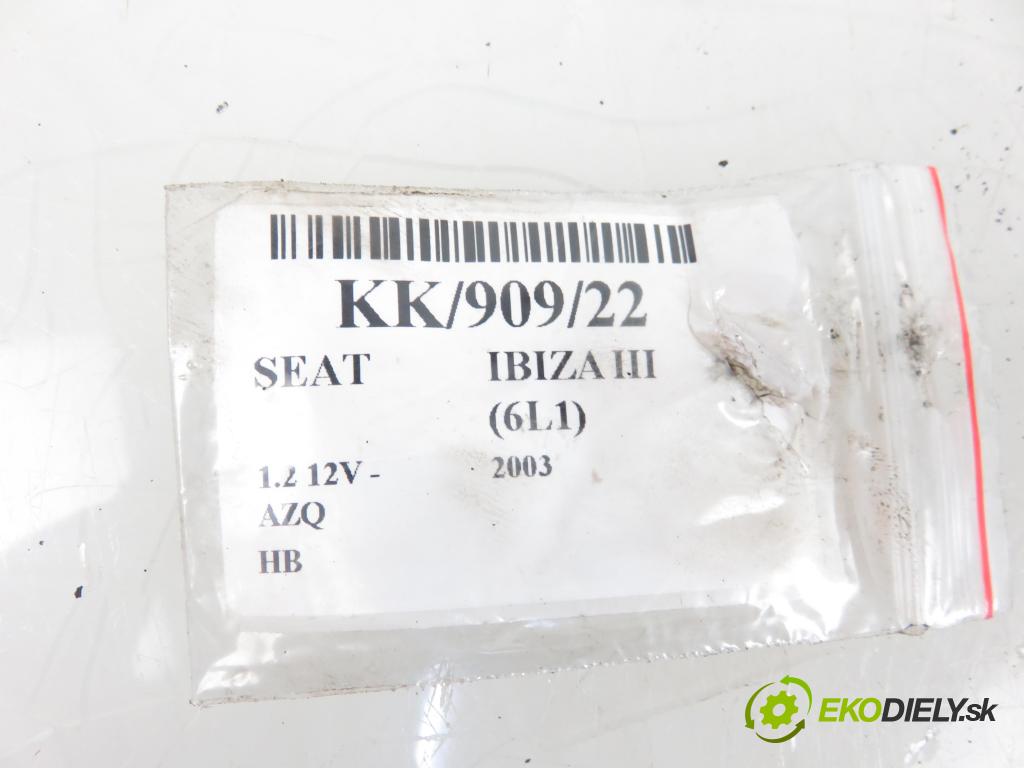 KK/909/22
SEAT IBIZA III
(6L1)
1.2 12V - 2003
AZQ
HB
EKODIELY.sk